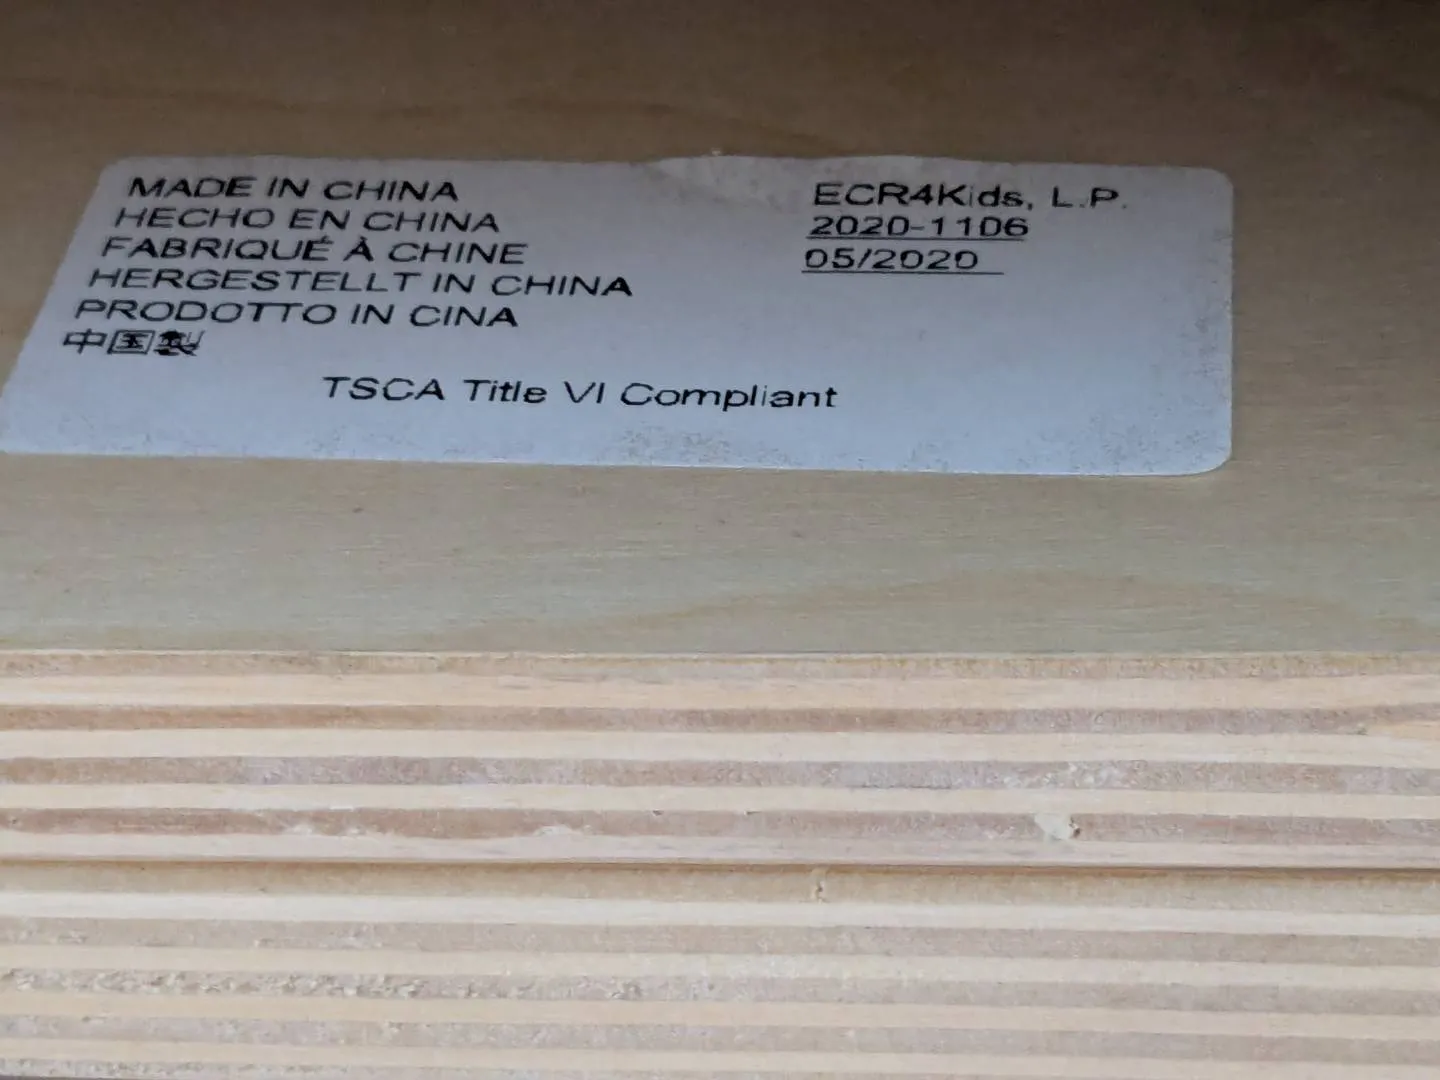 MADE IN CHINA
HECHO EN CHINA
FABRIQUÉ À CHINE
HERGESTELLT IN CHINA
PRODOTTO IN CINA
中国製
ECR4Kids, L.P.
2020-1106
05/2020
TSCA Title VI Compliant